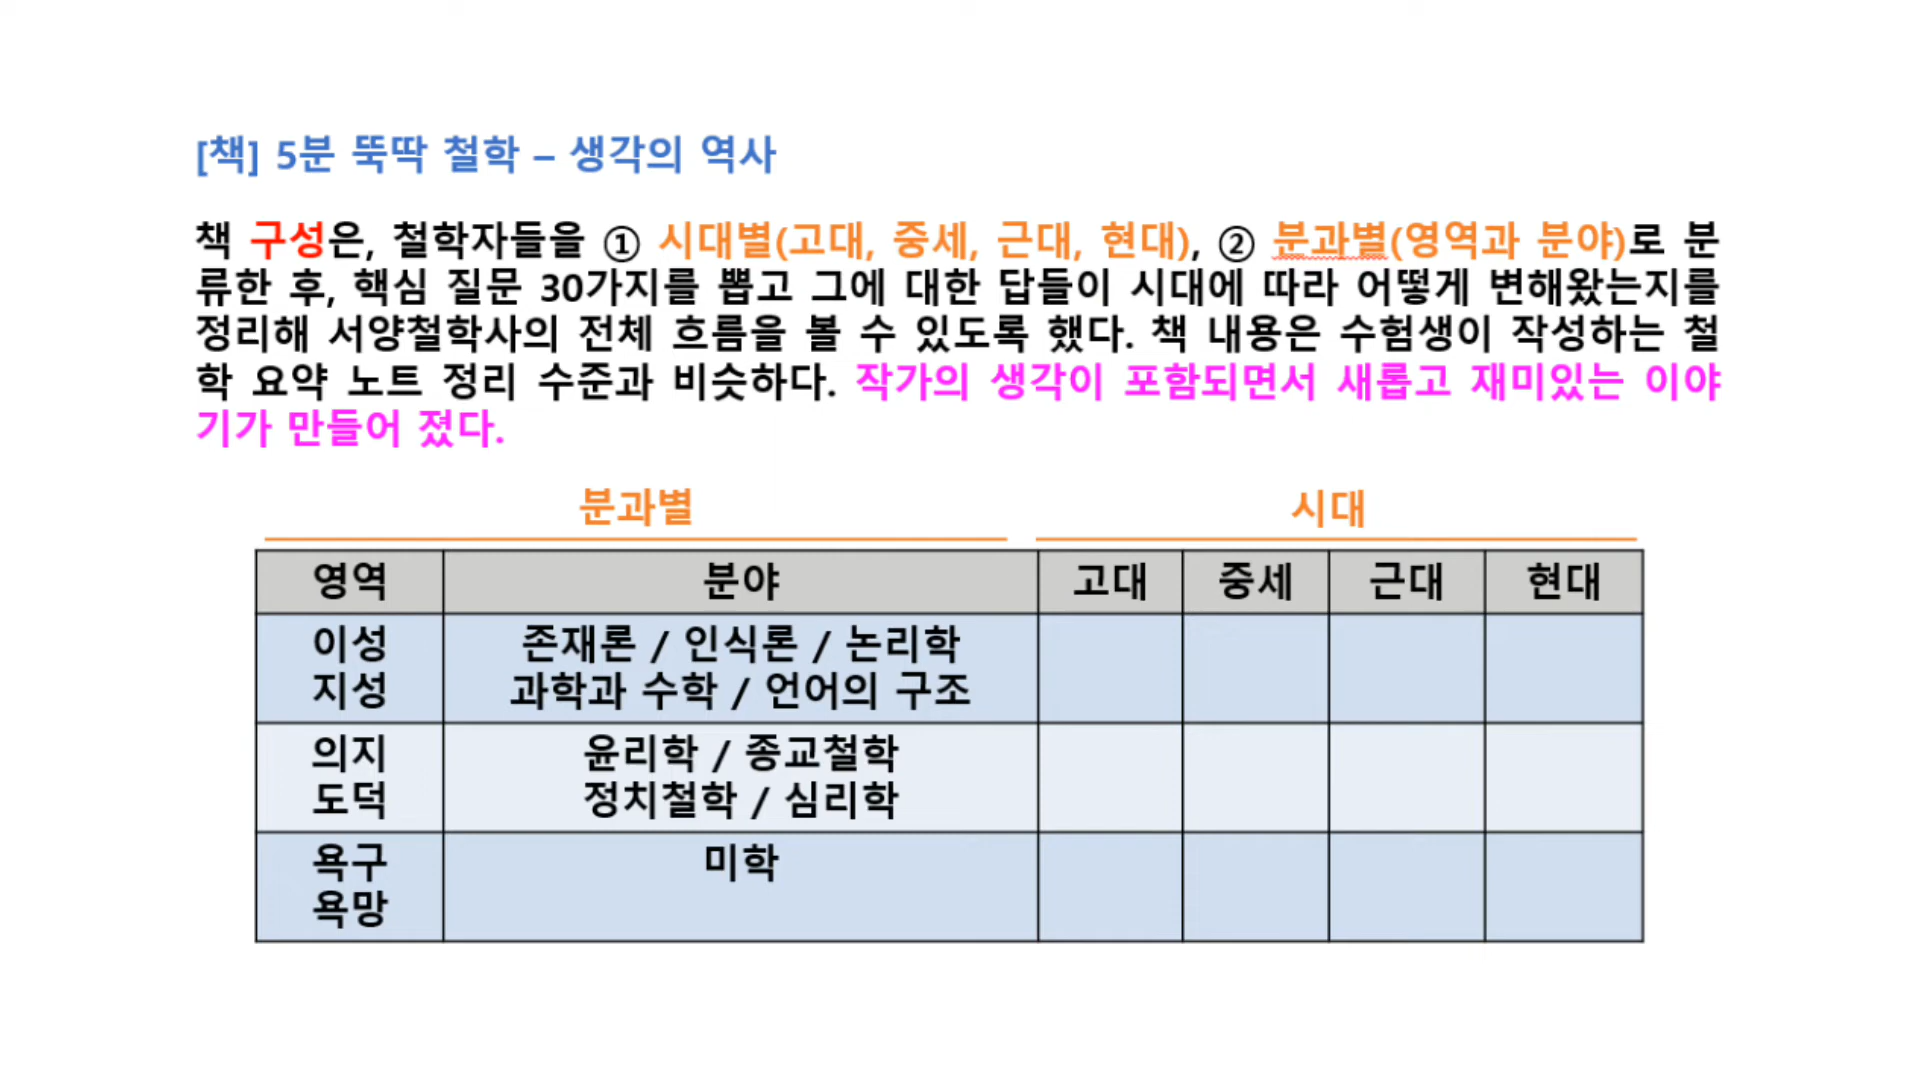 [책] 5분 뚝딱 철학 – 생각의 역사
책 구성은, 철학자들을 ① 시대별(고대, 중세, 근대, 현대), ② 분과별(영역과 분야)로 분
류한 후, 핵심 질문 30가지를 뽑고 그에 대한 답들이 시대에 따라 어떻게 변해왔는지를
정리해 서양철학사의 전체 흐름을 볼 수 있도록 했다. 책 내용은 수험생이 작성하는 철
학 요약 노트 정리 수준과 비슷하다. 작가의 생각이 포함되면서 새롭고 재미있는 이야
기가 만들어 졌다.
분과별 시대
영역 분야 고대 중세 근대 현대
이성 존재론 / 인식론 / 논리학
지성 과학과 수학 / 언어의 구조
의지 윤리학 / 종교철학
도덕 정치철학 / 심리학
욕구 미학
욕망